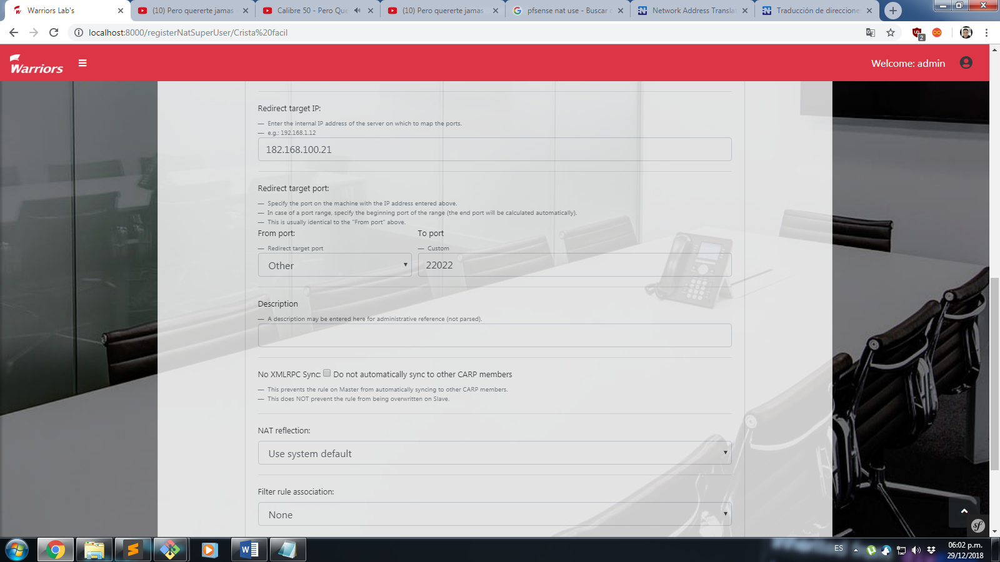 Warriors Lab's
(10) Pero quererte jamas
Calibre 50 - Pero Que
(10) Pero quererte jamas
pfsense nat use - Buscar c
Network Address Transla
Traducción de direccione
localhost:8000/registerNatSuperUser/Crista%20facil
2
Warriors
Welcome: admin
Redirect target IP:
— Enter the internal IP address of the server on which to map the ports.
— e.g.: 192.168.1.12
182.168.100.21
Redirect target port:
— Specify the port on the machine with the IP address entered above.
— In case of a port range, specify the beginning port of the range (the end port will be calculated automatically).
— This is usually identical to the "From port" above.
From port:
To port
— Redirect target port
— Custom
Other
22022
Description
— A description may be entered here for administrative reference (not parsed).
No XMLRPC Sync: Do not automatically sync to other CARP members
— This prevents the rule on Master from automatically syncing to other CARP members.
— This does NOT prevent the rule from being overwritten on Slave.
NAT reflection:
Use system default
Filter rule association:
None
sf
ES
06:02 p.m.
29/12/2018